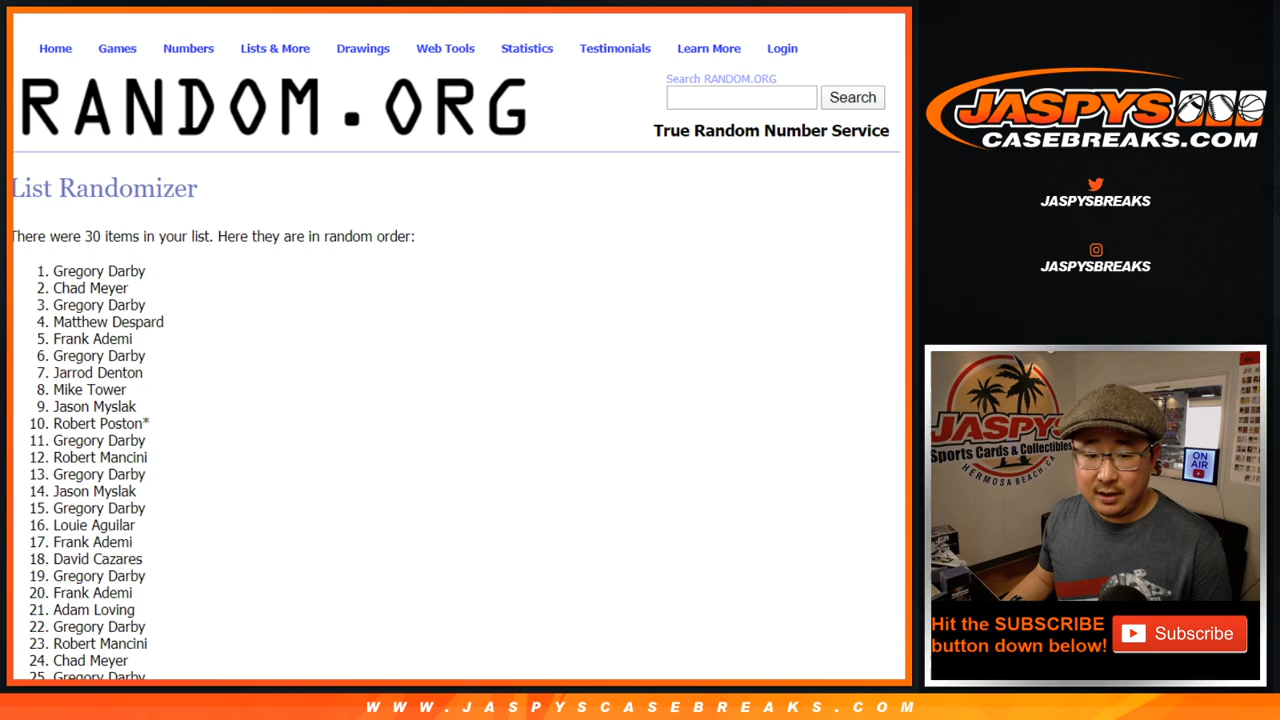 Home Games Numbers Lists & More Drawings Web Tools Statistics Testimonials Learn More Login
RANDOM.ORG
Search RANDOM.ORG
Search
True Random Number Service
List Randomizer
There were 30 items in your list. Here they are in random order:
1. Gregory Darby
2. Chad Meyer
3. Gregory Darby
4. Matthew Despard
5. Frank Ademi
6. Gregory Darby
7. Jarrod Denton
8. Mike Tower
9. Jason Myslak
10. Robert Poston*
11. Gregory Darby
12. Robert Mancini
13. Gregory Darby
14. Jason Myslak
15. Gregory Darby
16. Louie Aguilar
17. Frank Ademi
18. David Cazares
19. Gregory Darby
20. Frank Ademi
21. Adam Loving
22. Gregory Darby
23. Robert Mancini
24. Chad Meyer
25. Gregory Darby
JASPYS
CASEBREAKS.COM
JASPYSBREAKS
JASPYSBREAKS
JASPYS
Sports Cards & Collectibles
HERMOSA BEACH, CA
ON
AIR
Hit the SUBSCRIBE
button down below!
Subscribe
WWW.JASPYSCASEBREAKS.COM